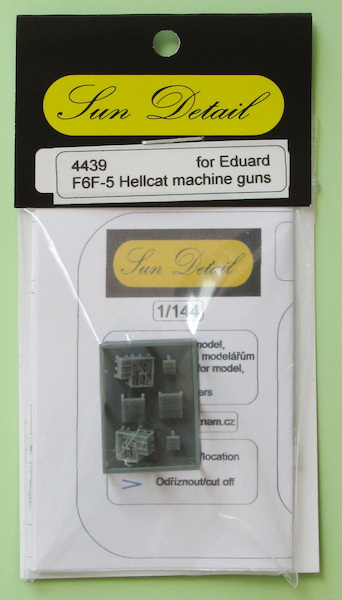 Sun Detail
4439 for Eduard
F6F-5 Hellcat machine guns
Sun Detail
1/144
model,
modelářům
for model,
ers
nam.cz
/location
Odříznout/cut off